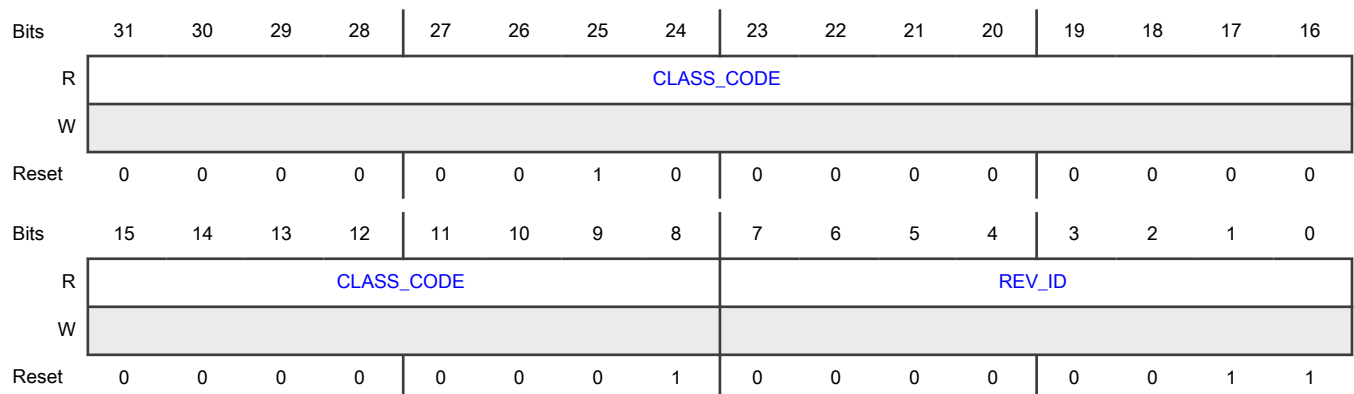 Bits 31 30 29 28 27 26 25 24 23 22 21 20 19 18 17 16
R CLASS_CODE
W
Reset 0 0 0 0 0 0 1 0 0 0 0 0 0 0 0 0
Bits 15 14 13 12 11 10 9 8 7 6 5 4 3 2 1 0
R CLASS_CODE REV_ID
W
Reset 0 0 0 0 0 0 0 1 0 0 0 0 0 0 1 1